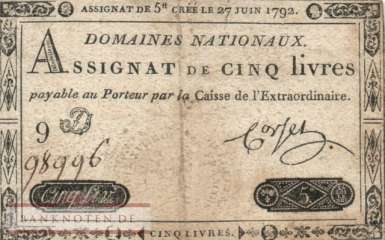 ASSIGNAT DE 5ll CRÉÉ LE 27 JUIN 1792.
DOMAINES NATIONAUX.
ASSIGNAT DE CINQ livres
payable au Porteur par la Caisse de l'Extraordinaire.
9 D
98996
Corset
Cinq livres
5.
BANKNOTEN.DE
CINQ LIVRES.